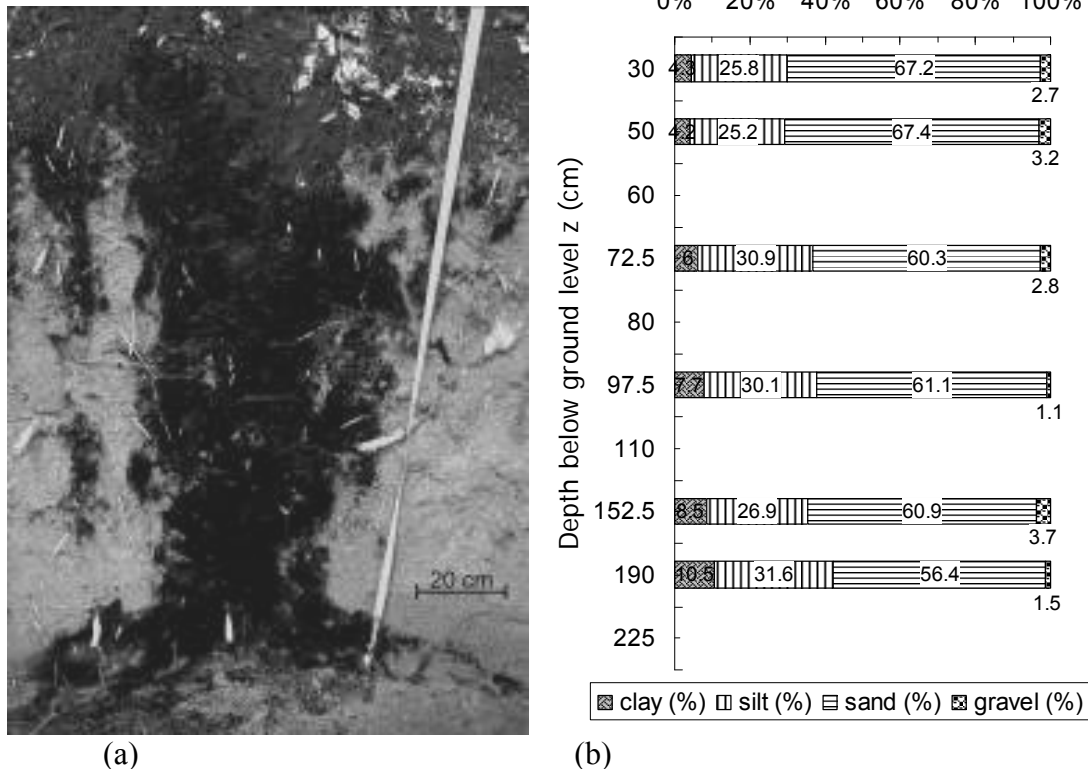 0% 20% 40% 60% 80% 100%
30 4.3 25.8 67.2 2.7
50 4.2 25.2 67.4 3.2
60
72.5 6 30.9 60.3 2.8
80
97.5 7.7 30.1 61.1 1.1
110
152.5 8.5 26.9 60.9 3.7
190 10.5 31.6 56.4 1.5
225
Depth below ground level z (cm)
20 cm
clay (%) silt (%) sand (%) gravel (%)
(a) (b)